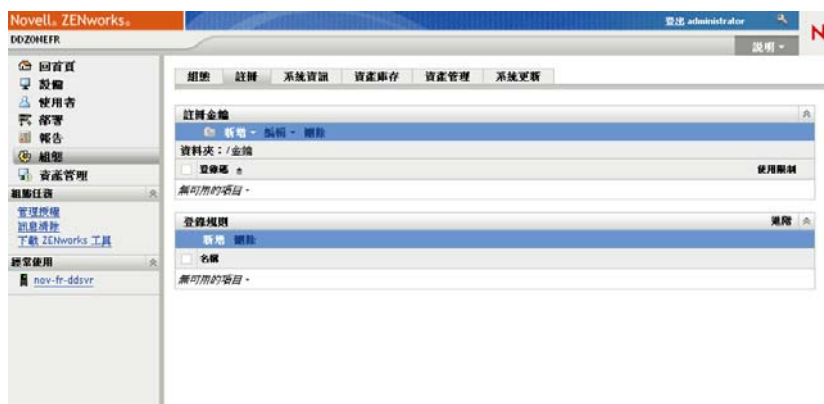 Novell® ZENworks®
登出 administrator
DDZONEFR
說明
N
回首頁
設備
使用者
部署
報告
組態
資產管理
組態任務
管理授權
訊息清除
下載 ZENworks 工具
經常使用
nov-fr-ddsvr
組態 註冊 系統資訊 資產庫存 資產管理 系統更新
註冊金鑰
新增 編輯 刪除
資料夾：/金鑰
登錄碼 使用限制
無可用的項目。
登錄規則 進階
新增 刪除
名稱
無可用的項目。